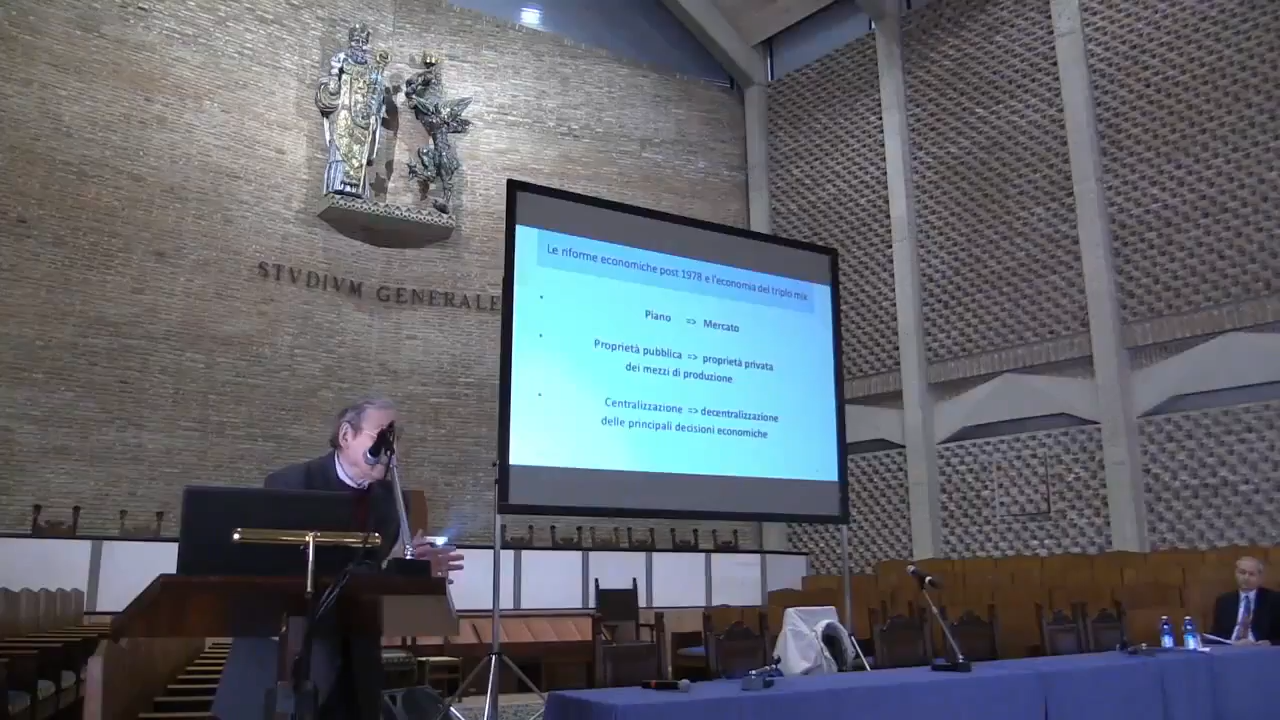 STVDIVM GENERALE
Le riforme economiche post 1978 e l'economia del triplo mix
Piano => Mercato
Proprietà pubblica => proprietà privata
dei mezzi di produzione
Centralizzazione => decentralizzazione
delle principali decisioni economiche